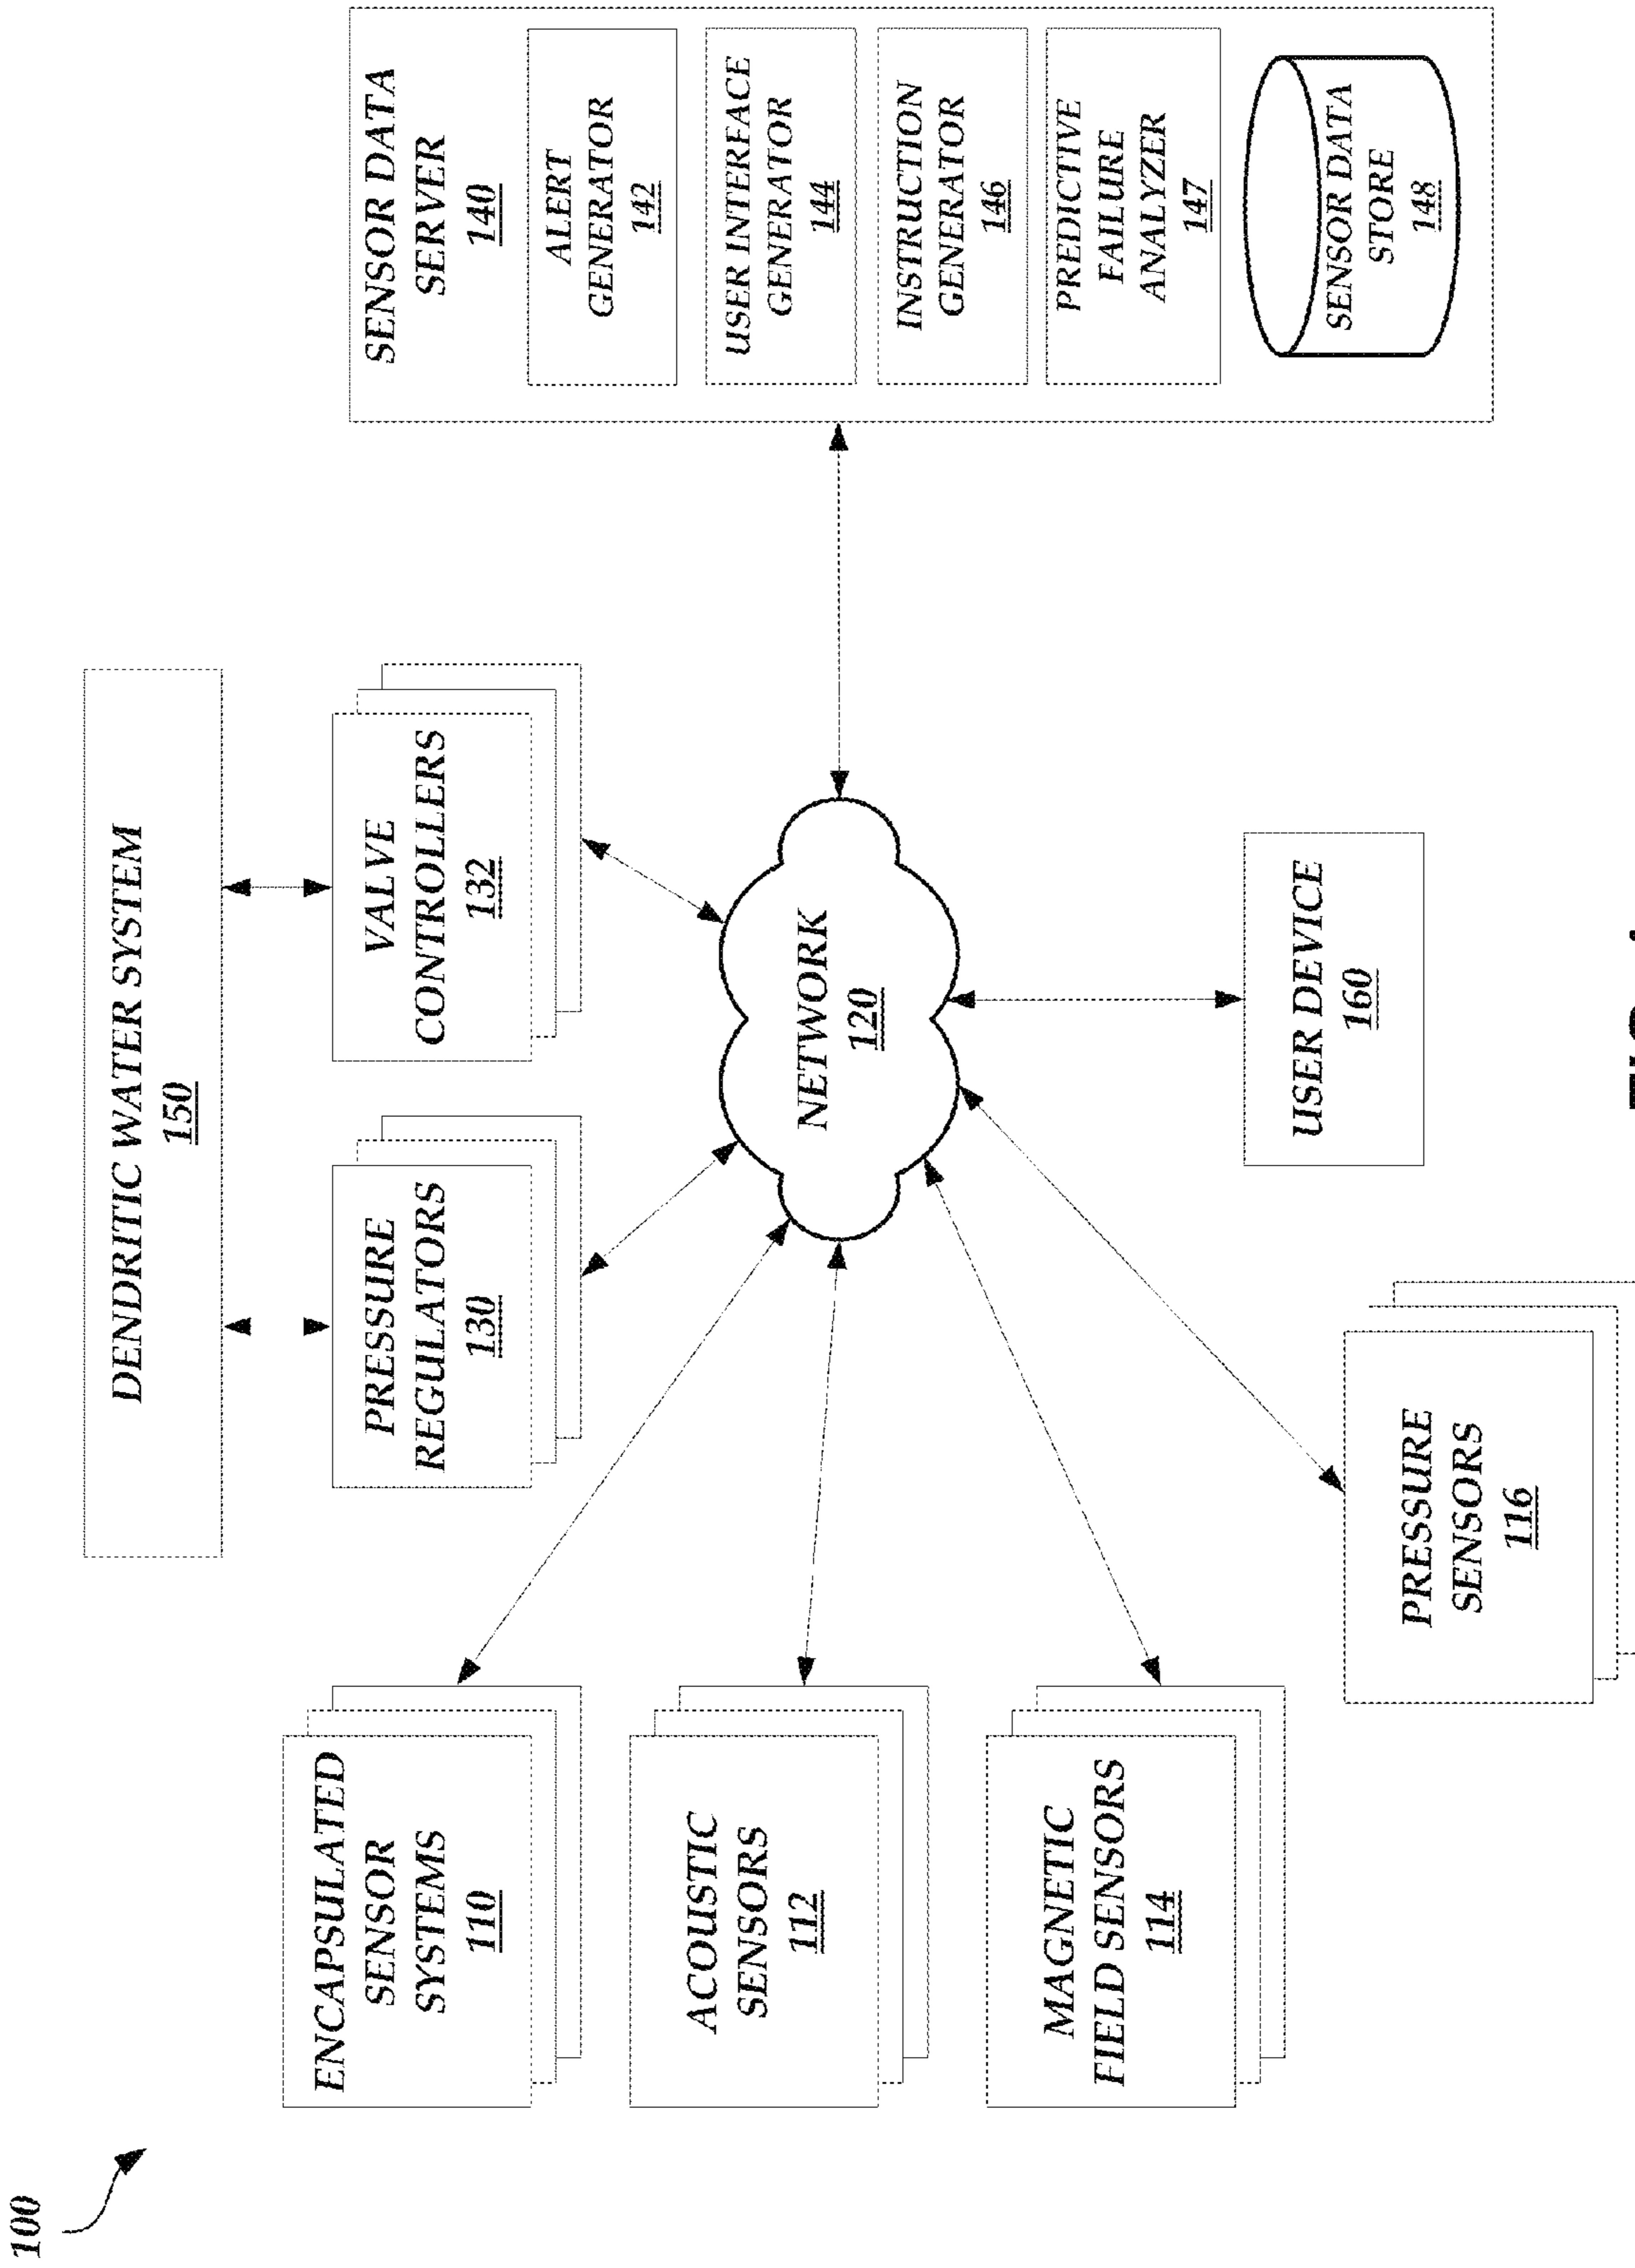 100
DENDRITIC WATER SYSTEM
150
PRESSURE
REGULATORS
130
VALVE
CONTROLLERS
132
SENSOR DATA
SERVER
140
ALERT
GENERATOR
142
USER INTERFACE
GENERATOR
144
INSTRUCTION
GENERATOR
146
PREDICTIVE
FAILURE
ANALYZER
147
SENSOR DATA
STORE
148
ENCAPSULATED
SENSOR
SYSTEMS
110
ACOUSTIC
SENSORS
112
MAGNETIC
FIELD SENSORS
114
PRESSURE
SENSORS
116
NETWORK
120
USER DEVICE
160